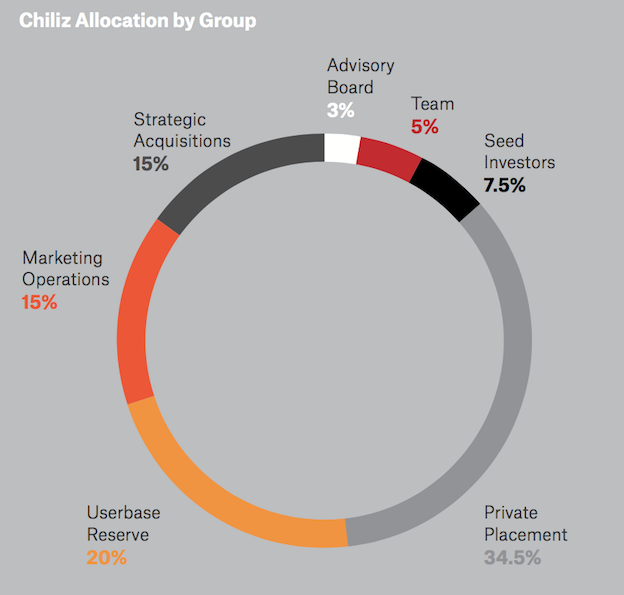 Chiliz Allocation by Group
Advisory
Board
3%
Team
5%
Seed
Investors
7.5%
Strategic
Acquisitions
15%
Marketing
Operations
15%
Userbase
Reserve
20%
Private
Placement
34.5%